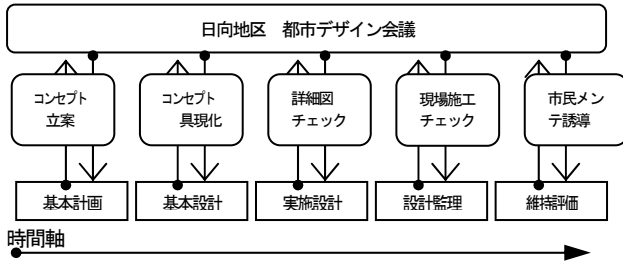 日向地区　都市デザイン会議
コンセプト
立案
コンセプト
具現化
詳細図
チェック
現場施工
チェック
市民メン
テ誘導
基本計画
基本設計
実施設計
設計監理
維持評価
時間軸